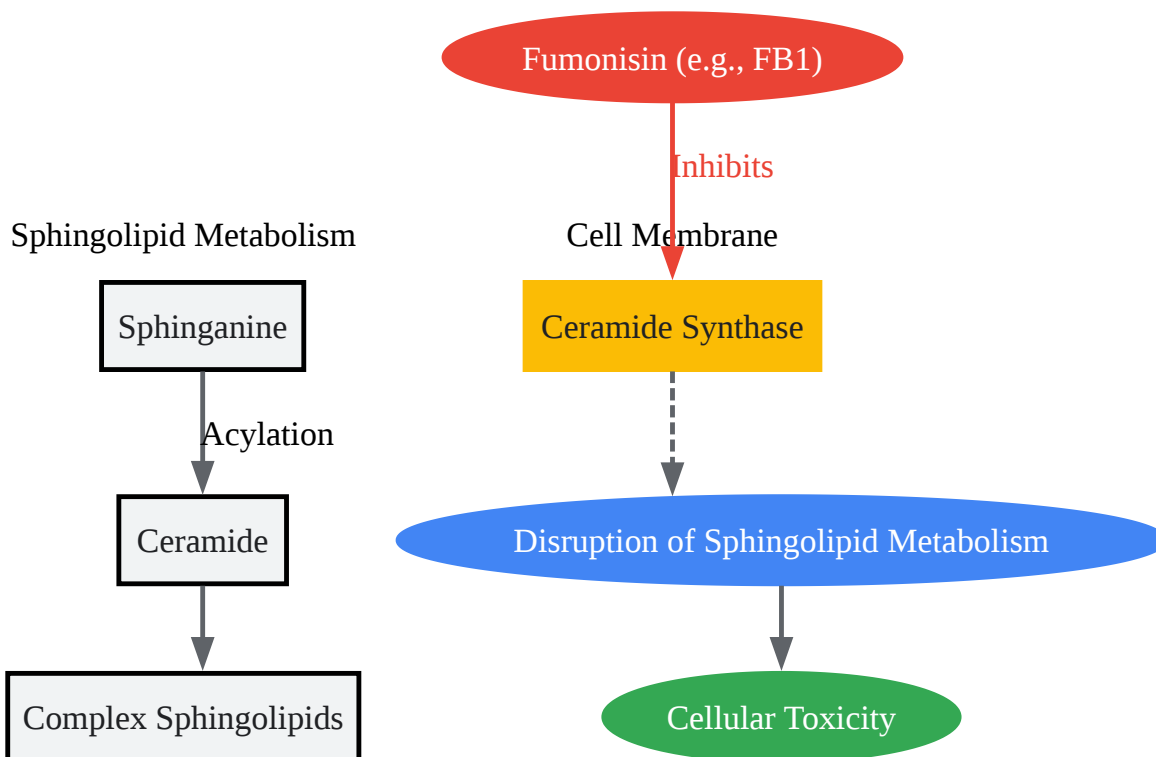 Fumonisin (e.g., FB1)
Inhibits
Sphingolipid Metabolism
Cell Membrane
Sphinganine
Ceramide Synthase
Acylation
Ceramide
Disruption of Sphingolipid Metabolism
Complex Sphingolipids
Cellular Toxicity